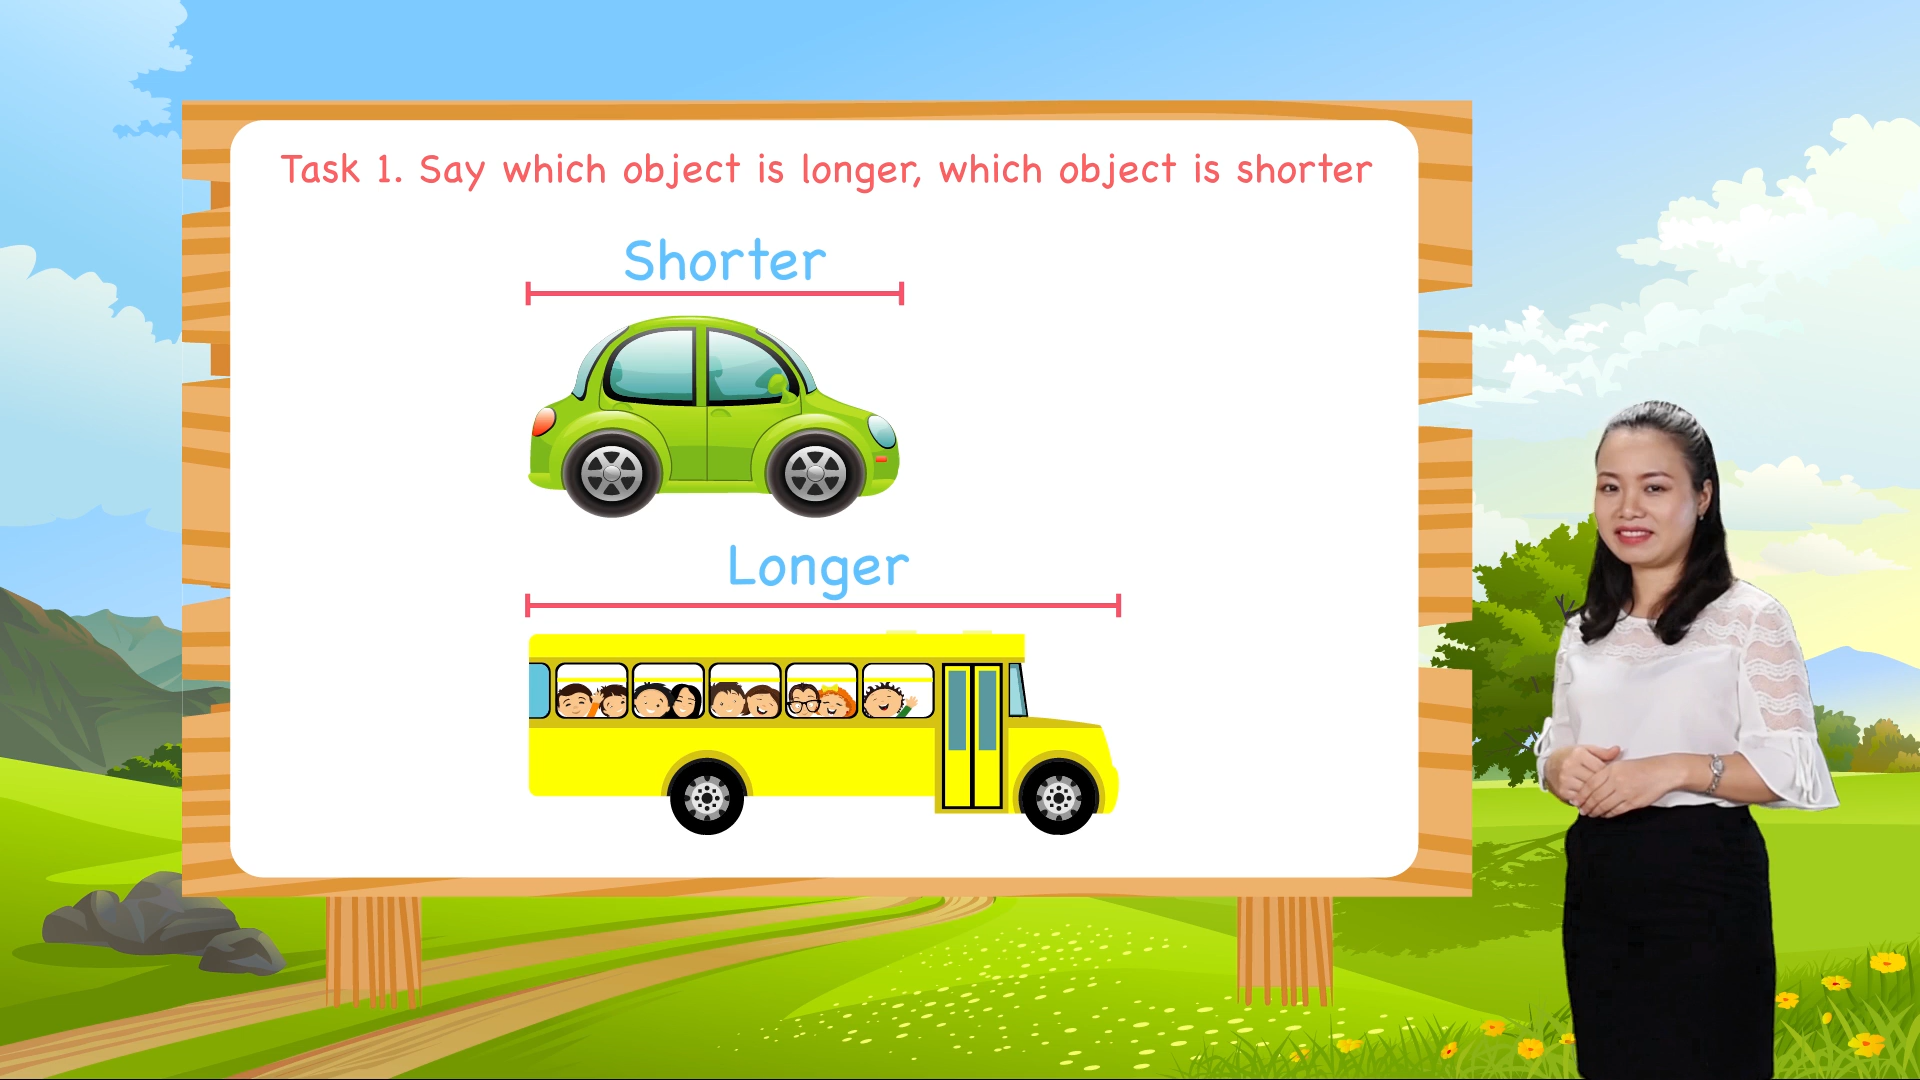 Task 1. Say which object is longer, which object is shorter
Shorter
Longer